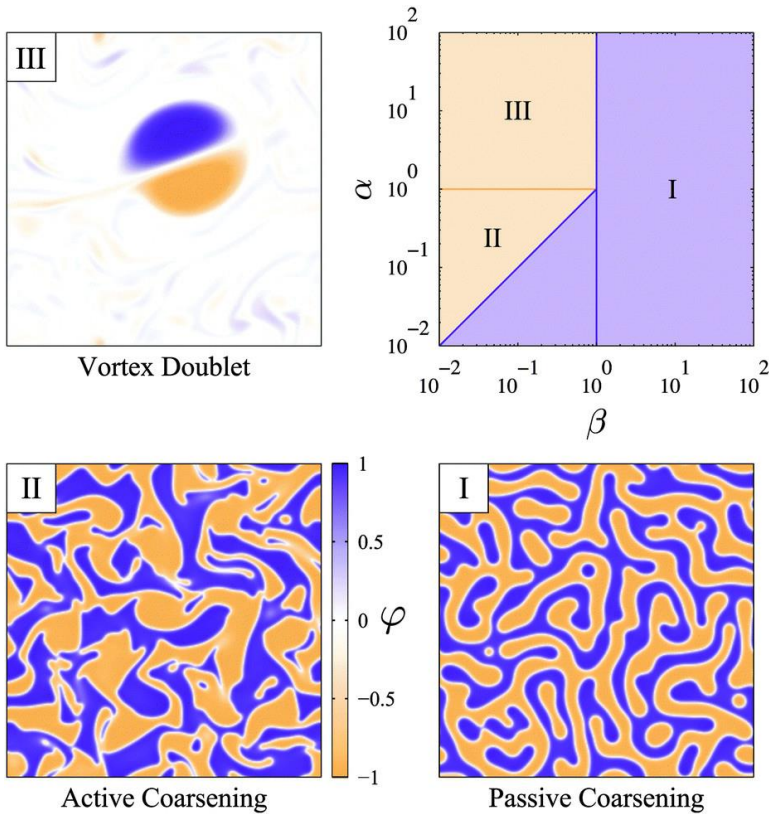 III
Vortex Doublet
10^2
10^1
10^0
10^-1
10^-2
α
III
II
I
10^-2
10^-1
10^0
10^1
10^2
β
II
Active Coarsening
1
0.5
0
−0.5
−1
φ
I
Passive Coarsening